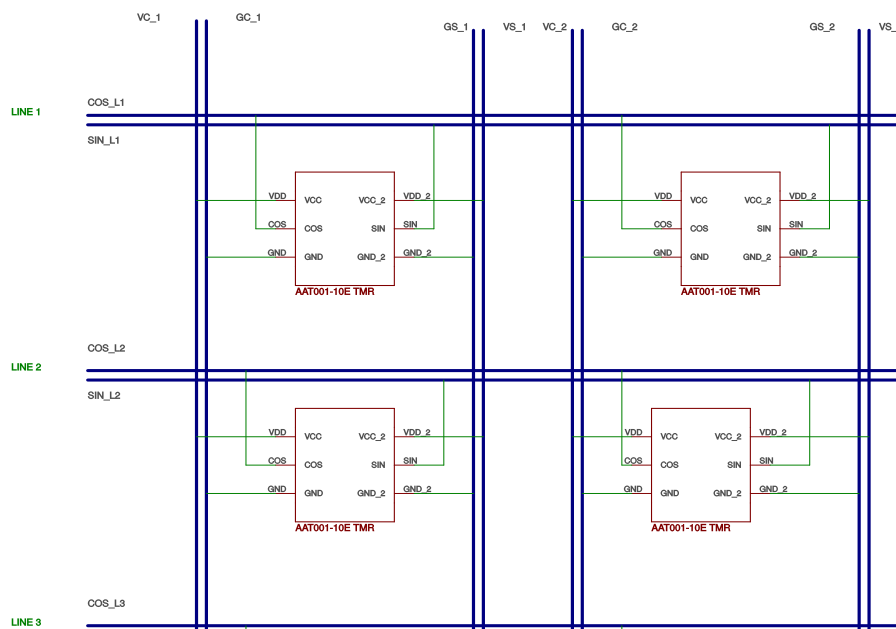 VC_1 GC_1 GS_1 VS_1 VC_2 GC_2 GS_2 VS_
COS_L1
LINE 1
SIN_L1
VDD VCC VCC_2 VDD_2 VDD VCC VCC_2 VDD_2
COS COS SIN SIN COS COS SIN SIN
GND GND GND_2 GND_2 GND GND GND_2 GND_2
AAT001-10E TMR AAT001-10E TMR
COS_L2
LINE 2
SIN_L2
VDD VCC VCC_2 VDD_2 VDD VCC VCC_2 VDD_2
COS COS SIN SIN COS COS SIN SIN
GND GND GND_2 GND_2 GND GND GND_2 GND_2
AAT001-10E TMR AAT001-10E TMR
COS_L3
LINE 3